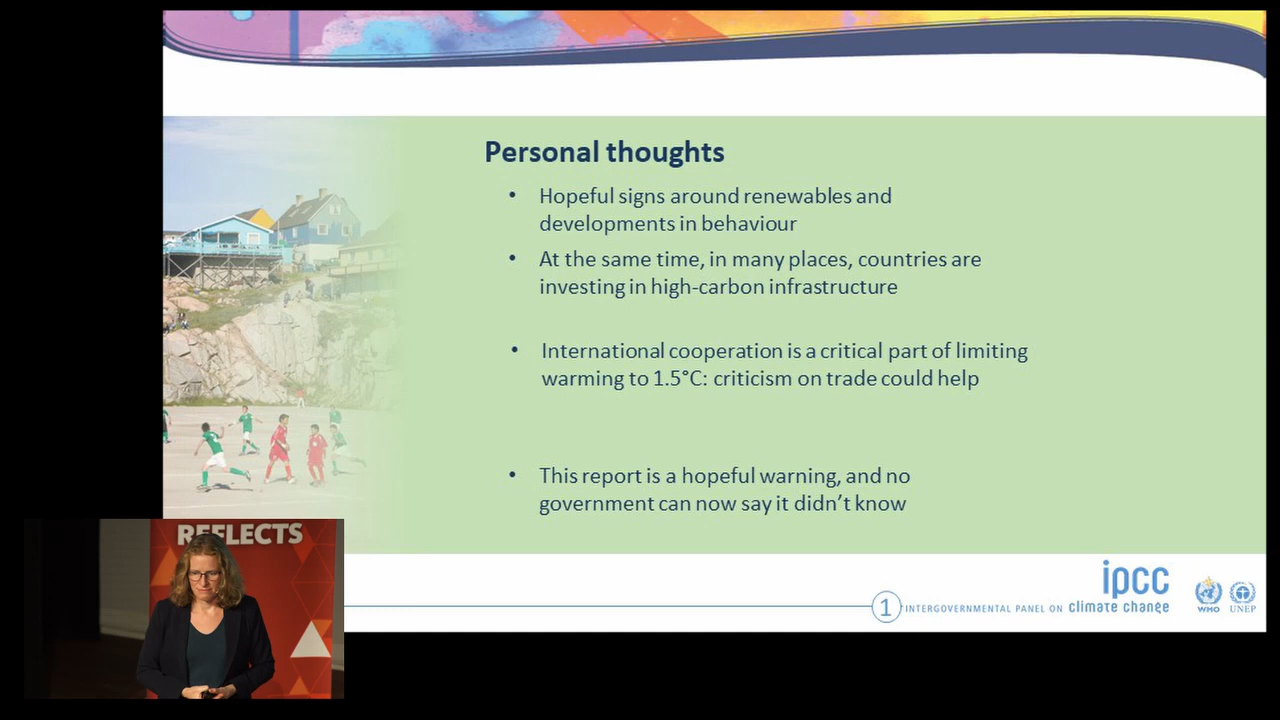 Personal thoughts
• Hopeful signs around renewables and
developments in behaviour
• At the same time, in many places, countries are
investing in high-carbon infrastructure
• International cooperation is a critical part of limiting
warming to 1.5°C: criticism on trade could help
• This report is a hopeful warning, and no
government can now say it didn’t know
REFLECTS
ipcc
1 INTERGOVERNMENTAL PANEL ON climate change
WMO UNEP